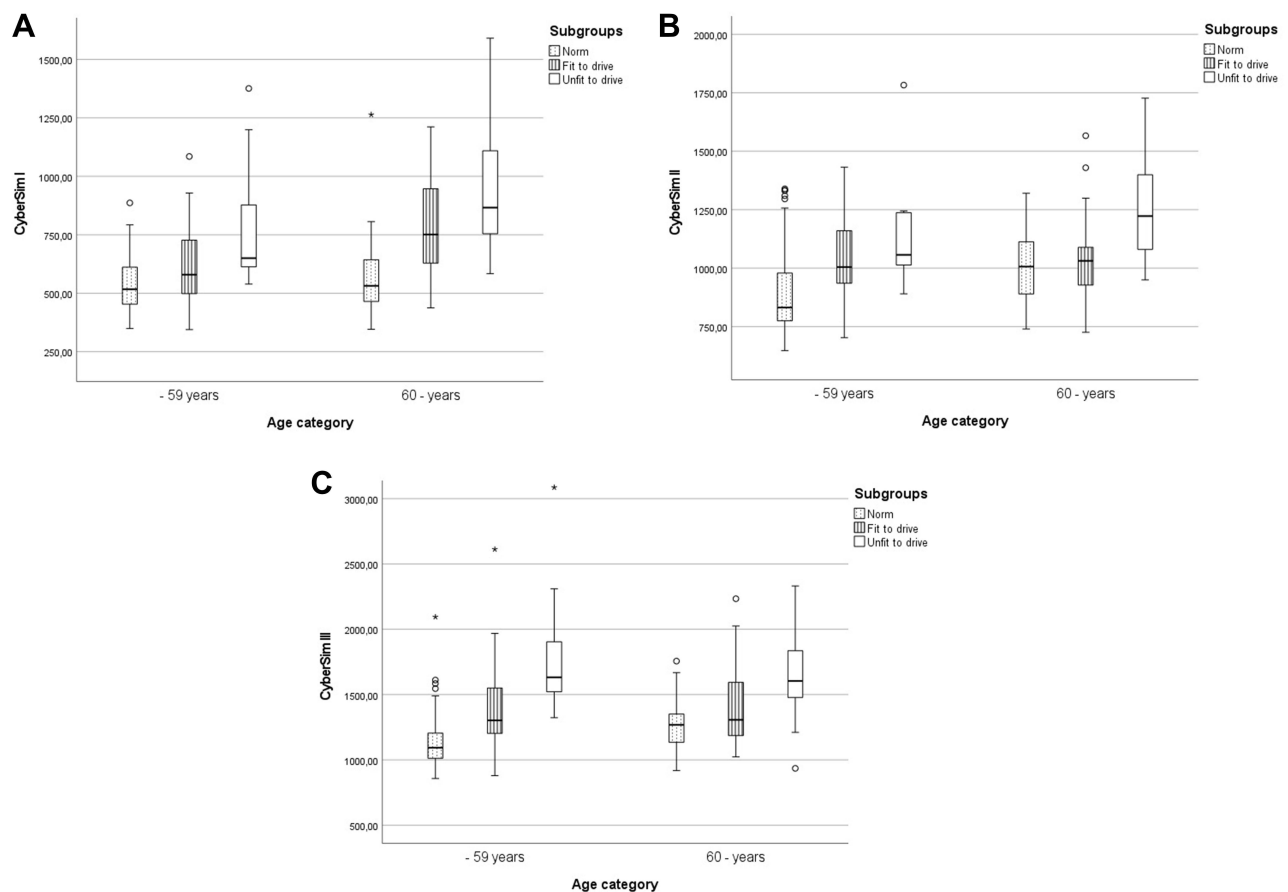 A
Subgroups
Norm
Fit to drive
Unfit to drive
1500,00
1250,00
1000,00
750,00
500,00
250,00
CyberSim I
- 59 years
60 - years
Age category
B
Subgroups
Norm
Fit to drive
Unfit to drive
2000,00
1750,00
1500,00
1250,00
1000,00
750,00
CyberSim II
- 59 years
60 - years
Age category
C
Subgroups
Norm
Fit to drive
Unfit to drive
3000,00
2500,00
2000,00
1500,00
1000,00
500,00
CyberSim III
- 59 years
60 - years
Age category